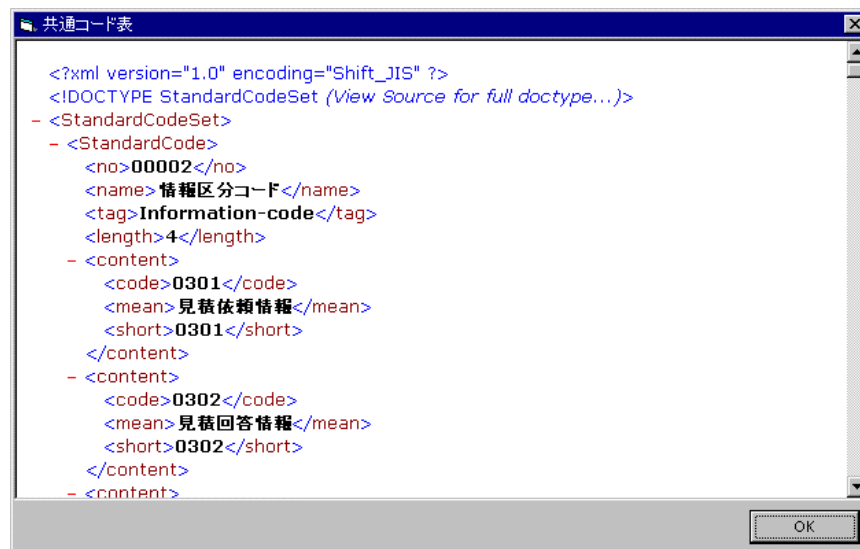 共通コード表
<?xml version="1.0" encoding="Shift_JIS" ?>
<!DOCTYPE StandardCodeSet (View Source for full doctype...)>
- <StandardCodeSet>
- <StandardCode>
<no>00002</no>
<name>情報区分コード</name>
<tag>Information-code</tag>
<length>4</length>
- <content>
<code>0301</code>
<mean>見積依頼情報</mean>
<short>0301</short>
</content>
- <content>
<code>0302</code>
<mean>見積回答情報</mean>
<short>0302</short>
</content>
- <content>
OK